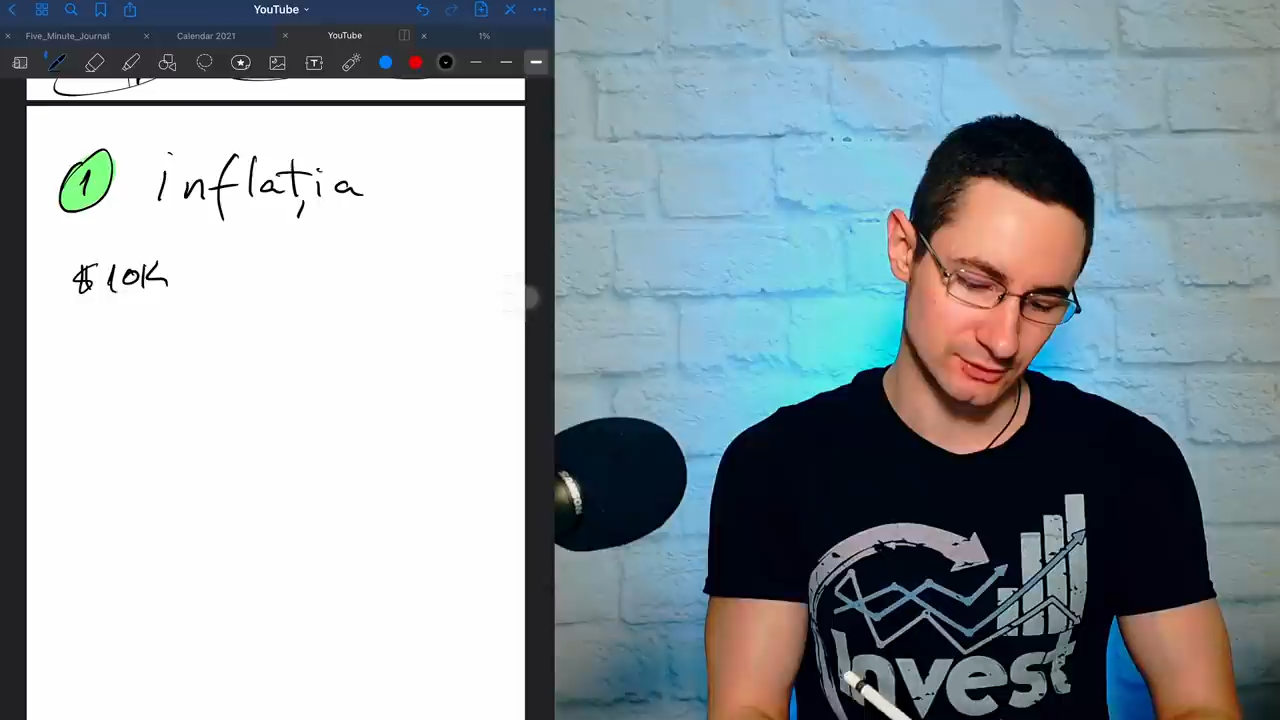 YouTube
Five_Minute_Journal
Calendar 2021
YouTube
1%
T
1 inflația
$10K
Invest